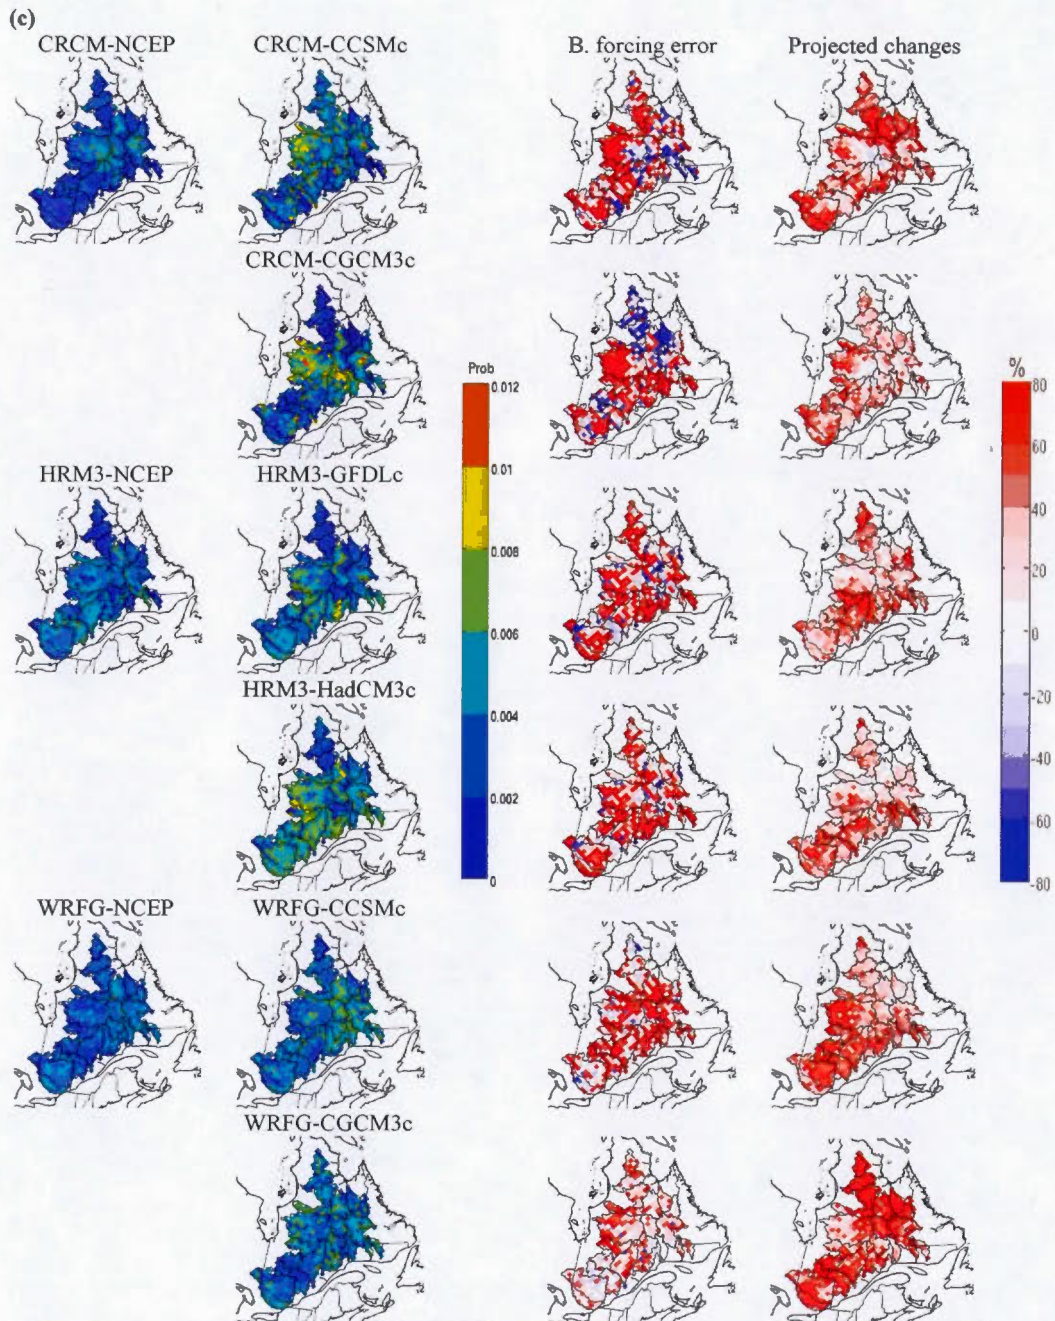 (c)
CRCM-NCEP
CRCM-CCSMc
B. forcing error
Projected changes
CRCM-CGCM3c
Prob
0.012
0.01
0.008
0.006
0.004
0.002
0
%
80
60
40
20
0
-20
-40
-60
-80
HRM3-NCEP
HRM3-GFDLc
HRM3-HadCM3c
WRFG-NCEP
WRFG-CCSMc
WRFG-CGCM3c